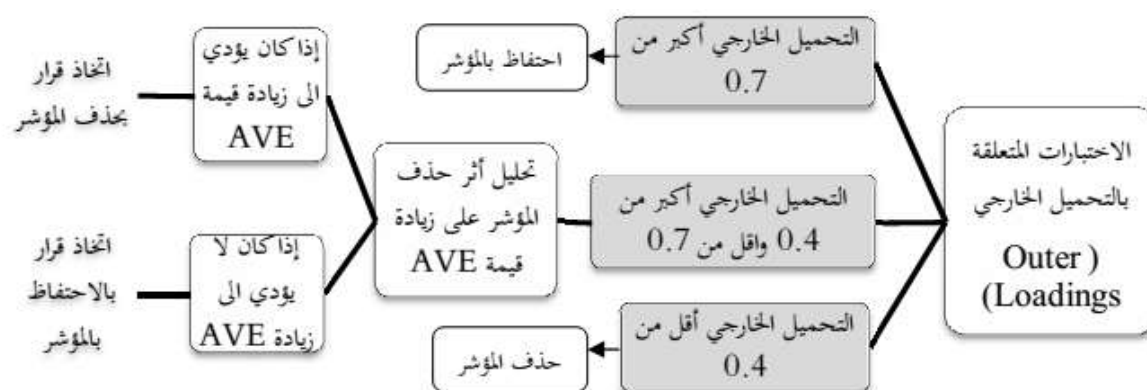 الاختبارات المتعلقة
بالتحميل الخارجي
Outer )
(Loadings
التحميل الخارجي أكبر من
0.7
احتفاظ بالمؤشر
التحميل الخارجي أكبر من
0.4 واقل من 0.7
تحليل أثر حذف
المؤشر على زيادة
قيمة AVE
إذا كان يؤدي
الى زيادة قيمة
AVE
اتخاذ قرار
بحذف المؤشر
إذا كان لا
يؤدي الى
زيادة AVE
اتخاذ قرار
بالاحتفاظ
بالمؤشر
التحميل الخارجي أقل من
0.4
حذف المؤشر